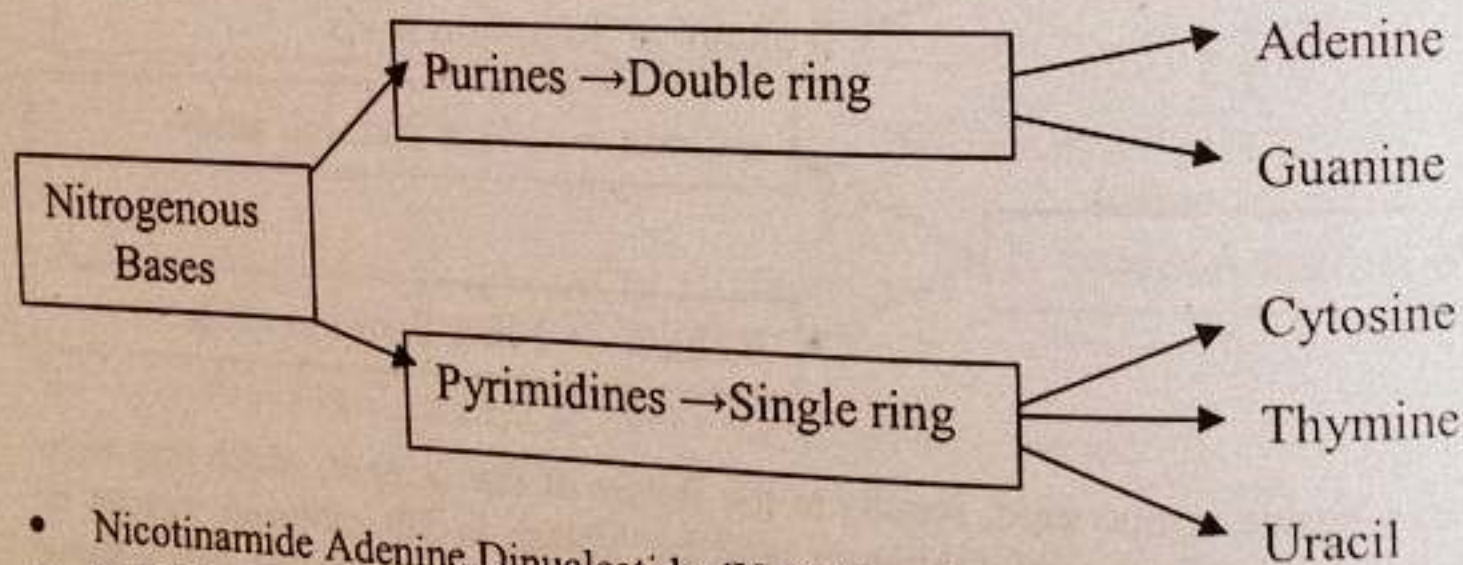 Purines →Double ring
Adenine
Guanine
Nitrogenous
Bases
Pyrimidines →Single ring
Cytosine
Thymine
Uracil
• Nicotinamide Adenine